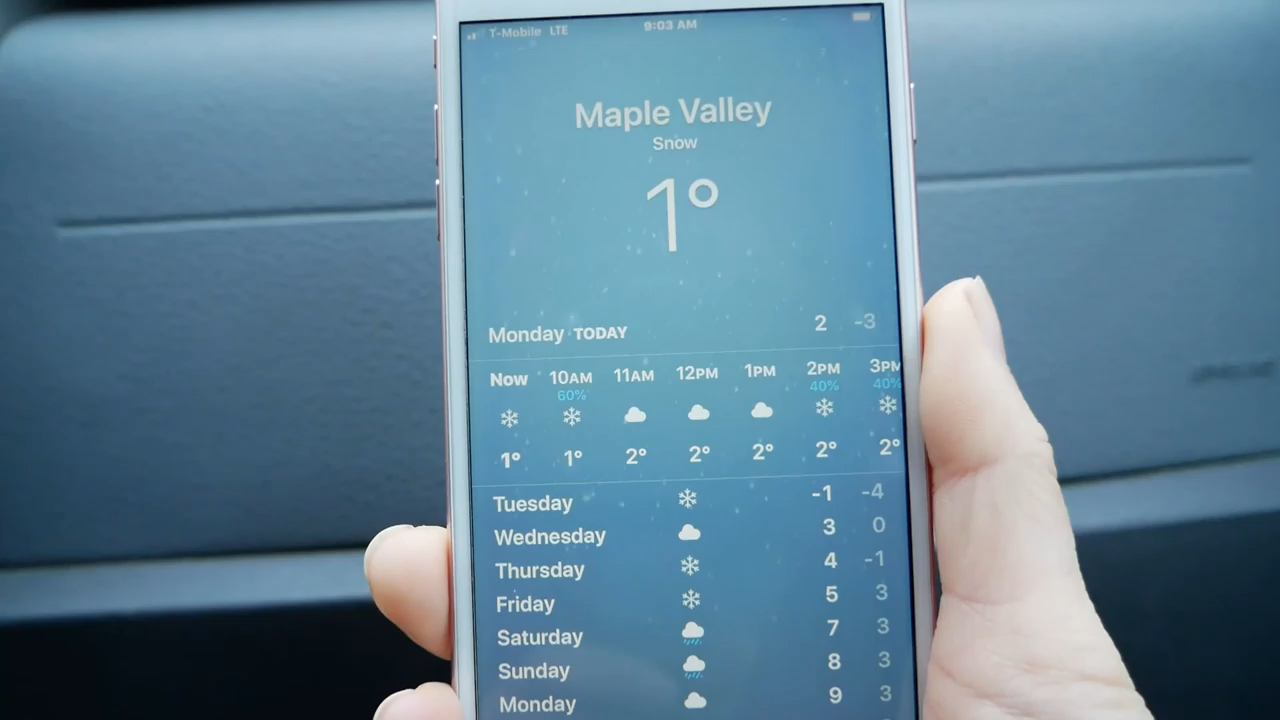 T-Mobile LTE 9:03 AM
Maple Valley
Snow
1°
Monday TODAY 2 -3
Now 10AM 11AM 12PM 1PM 2PM 3PM
60% 40% 40%
1° 1° 2° 2° 2° 2° 2°
Tuesday -1 -4
Wednesday 3 0
Thursday 4 -1
Friday 5 3
Saturday 7 3
Sunday 8 3
Monday 9 3